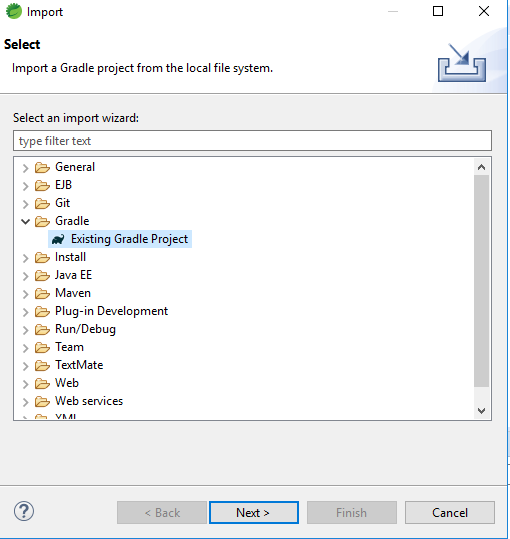 Import
Select
Import a Gradle project from the local file system.
Select an import wizard:
type filter text
General
EJB
Git
Gradle
Existing Gradle Project
Install
Java EE
Maven
Plug-in Development
Run/Debug
Team
TextMate
Web
Web services
XML
?
< Back
Next >
Finish
Cancel